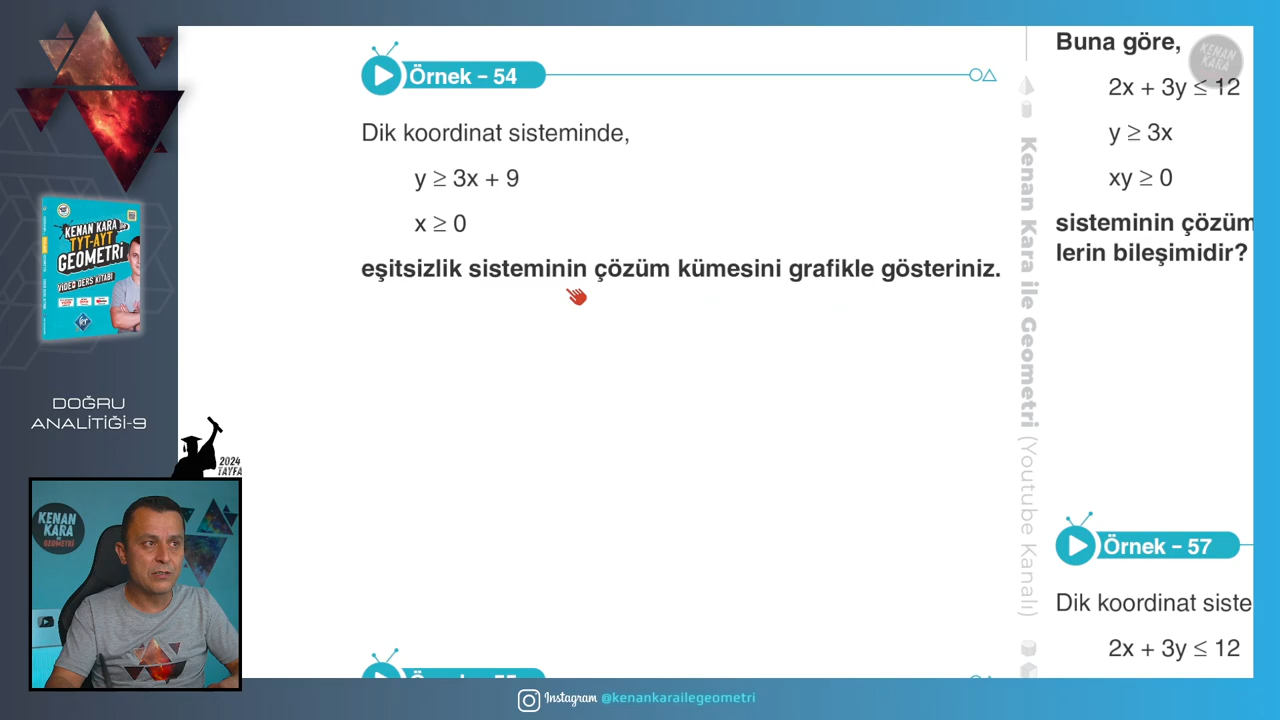 Örnek – 54
Dik koordinat sisteminde,
y ≥ 3x + 9
x ≥ 0
eşitsizlik sisteminin çözüm kümesini grafikle gösteriniz.
Kenan Kara ile Geometri (Youtube Kanalı)
Buna göre,
2x + 3y ≤ 12
y ≥ 3x
xy ≥ 0
sisteminin çözüm
lerin bileşimidir?
Örnek – 57
Dik koordinat siste
2x + 3y ≤ 12
KENAN
KARA
KENAN KARA
TYT-AYT
GEOMETRİ
VİDEO DERS KİTABI
DOĞRU
ANALİTİĞİ-9
2024
TAYFA
KENAN
KARA
GEOMETRİ
Instagram @kenankarailegeometri